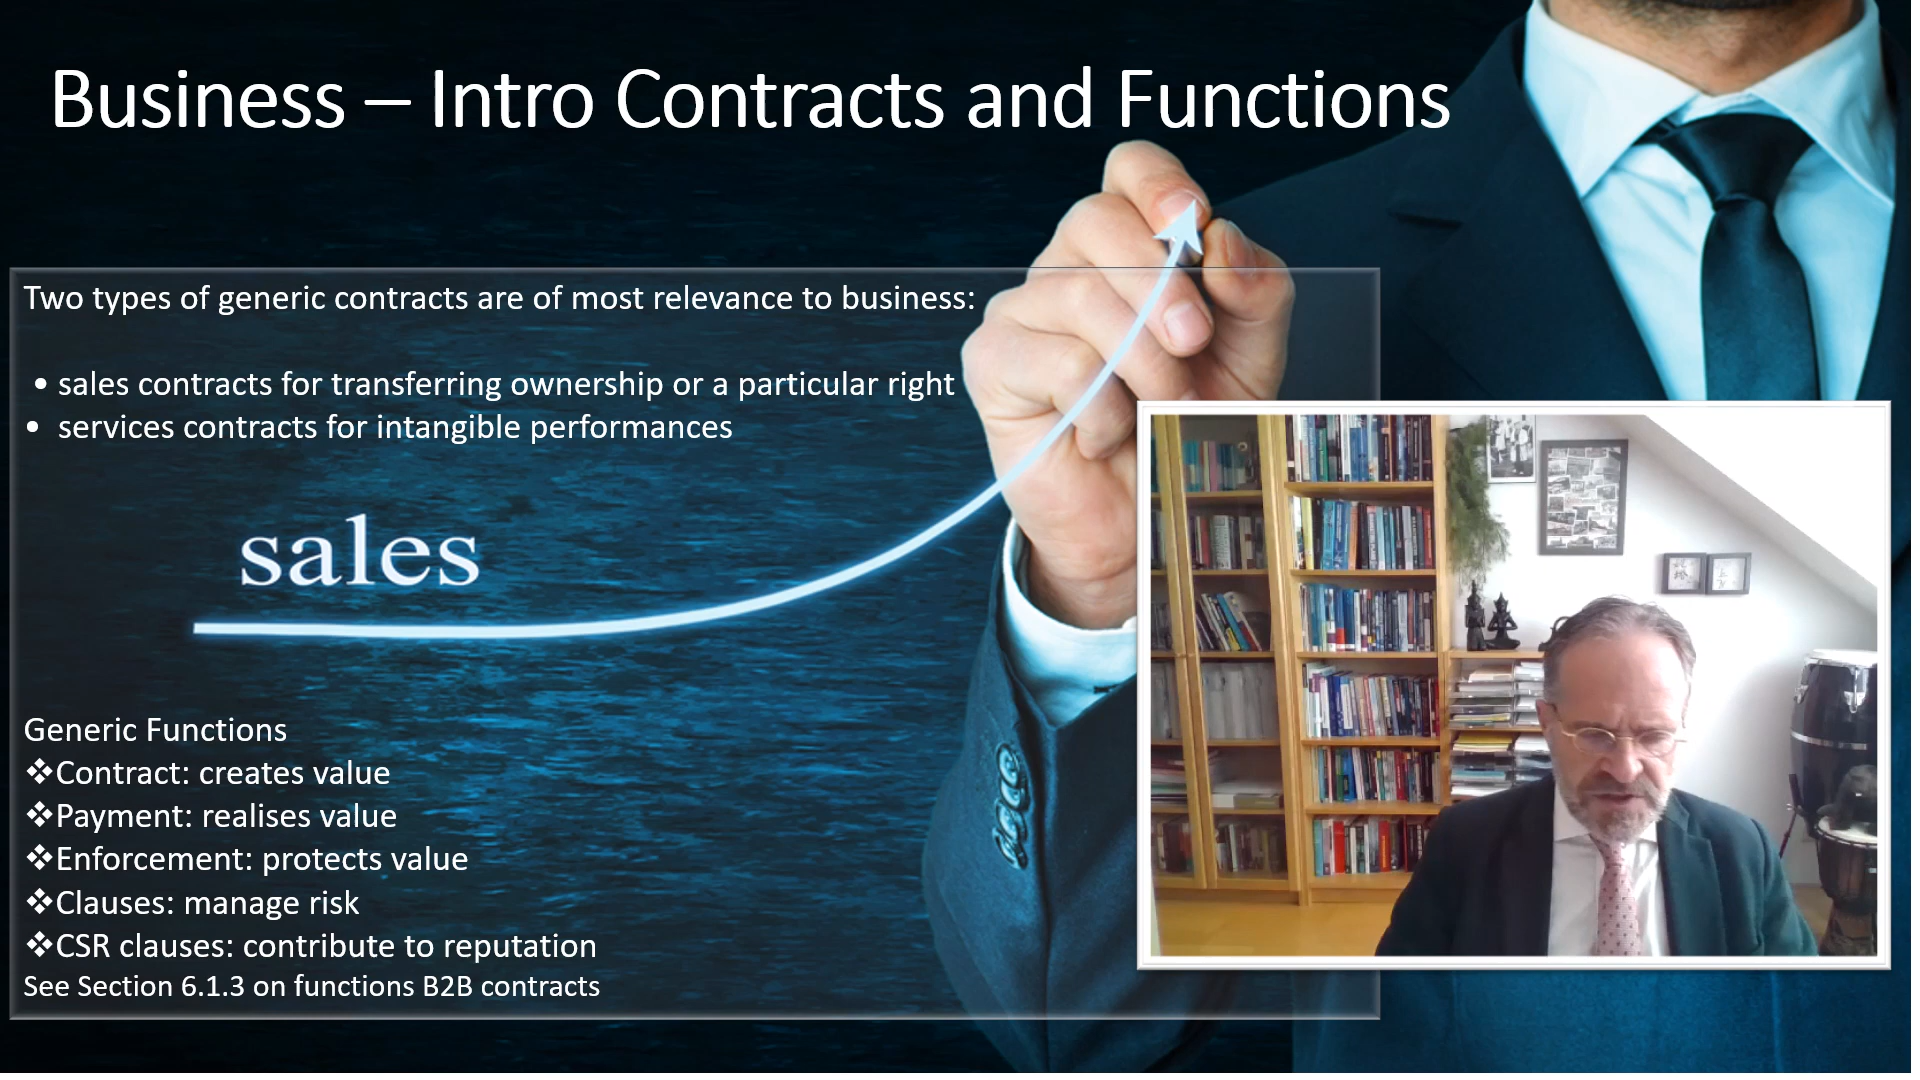 Business – Intro Contracts and Functions
Two types of generic contracts are of most relevance to business:
• sales contracts for transferring ownership or a particular right
• services contracts for intangible performances
sales
Generic Functions
❖Contract: creates value
❖Payment: realises value
❖Enforcement: protects value
❖Clauses: manage risk
❖CSR clauses: contribute to reputation
See Section 6.1.3 on functions B2B contracts